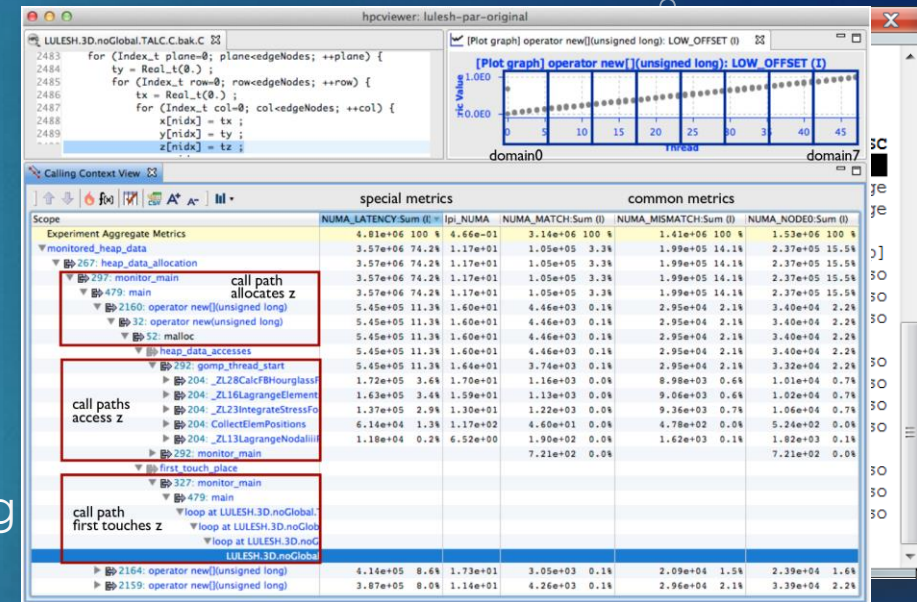 hpcviewer: lulesh-par-original
LULESH.3D.noGlobal.TALC.C.bak.C
2483 for (Index_t plane=0; plane<edgeNodes; ++plane) {
2484 ty = Real_t(0.) ;
2485 for (Index_t row=0; row<edgeNodes; ++row) {
2486 tx = Real_t(0.) ;
2487 for (Index_t col=0; col<edgeNodes; ++col) {
2488 x[nidx] = tx ;
2489 y[nidx] = ty ;
z[nidx] = tz ;
[Plot graph] operator new[](unsigned long): LOW_OFFSET (I)
[Plot graph] operator new[](unsigned long): LOW_OFFSET (I)
ric Value
1.0E0
0.0E0
0 5 10 15 20 25 30 35 40 45
Thread
domain0 domain7
Calling Context View
special metrics common metrics
Scope NUMA_LATENCY:Sum (I) lpi_NUMA NUMA_MATCH:Sum (I) NUMA_MISMATCH:Sum (I) NUMA_NODE0:Sum (I)
Experiment Aggregate Metrics 4.81e+06 100 % 4.66e-01 3.14e+06 100 % 1.41e+06 100 % 1.53e+06 100 %
monitored_heap_data 3.57e+06 74.2% 1.17e+01 1.05e+05 3.3% 1.99e+05 14.1% 2.37e+05 15.5%
267: heap_data_allocation 3.57e+06 74.2% 1.17e+01 1.05e+05 3.3% 1.99e+05 14.1% 2.37e+05 15.5%
297: monitor_main 3.57e+06 74.2% 1.17e+01 1.05e+05 3.3% 1.99e+05 14.1% 2.37e+05 15.5%
479: main 3.57e+06 74.2% 1.17e+01 1.05e+05 3.3% 1.99e+05 14.1% 2.37e+05 15.5%
call path
allocates z
2160: operator new[](unsigned long) 5.45e+05 11.3% 1.60e+01 4.46e+03 0.1% 2.95e+04 2.1% 3.40e+04 2.2%
32: operator new(unsigned long) 5.45e+05 11.3% 1.60e+01 4.46e+03 0.1% 2.95e+04 2.1% 3.40e+04 2.2%
52: malloc 5.45e+05 11.3% 1.60e+01 4.46e+03 0.1% 2.95e+04 2.1% 3.40e+04 2.2%
heap_data_accesses 5.45e+05 11.3% 1.60e+01 4.46e+03 0.1% 2.95e+04 2.1% 3.40e+04 2.2%
292: gomp_thread_start 5.45e+05 11.3% 1.64e+01 3.74e+03 0.1% 2.95e+04 2.1% 3.32e+04 2.2%
204: _ZL28CalcFBHourglassF 1.72e+05 3.6% 1.70e+01 1.16e+03 0.0% 8.98e+03 0.6% 1.01e+04 0.7%
204: _ZL16LagrangeElement 1.63e+05 3.4% 1.59e+01 1.13e+03 0.0% 9.06e+03 0.6% 1.02e+04 0.7%
204: _ZL23IntegrateStressFo 1.37e+05 2.9% 1.30e+01 1.22e+03 0.0% 9.36e+03 0.7% 1.06e+04 0.7%
204: CollectElemPositions 6.14e+04 1.3% 1.17e+02 4.60e+01 0.0% 4.78e+02 0.0% 5.24e+02 0.0%
204: _ZL13LagrangeNodaliiiF 1.18e+04 0.2% 6.52e+00 1.90e+02 0.0% 1.62e+03 0.1% 1.82e+03 0.1%
292: monitor_main 7.21e+02 0.0% 7.21e+02 0.0%
call paths
access z
first_touch_place
327: monitor_main
479: main
loop at LULESH.3D.noGlobal.
loop at LULESH.3D.noGlob
loop at LULESH.3D.noG
LULESH.3D.noGlobal
call path
first touches z
2164: operator new[](unsigned long) 4.14e+05 8.6% 1.73e+01 3.05e+03 0.1% 2.09e+04 1.5% 2.39e+04 1.6%
2159: operator new[](unsigned long) 3.87e+05 8.0% 1.14e+01 4.26e+03 0.1% 2.96e+04 2.1% 3.39e+04 2.2%